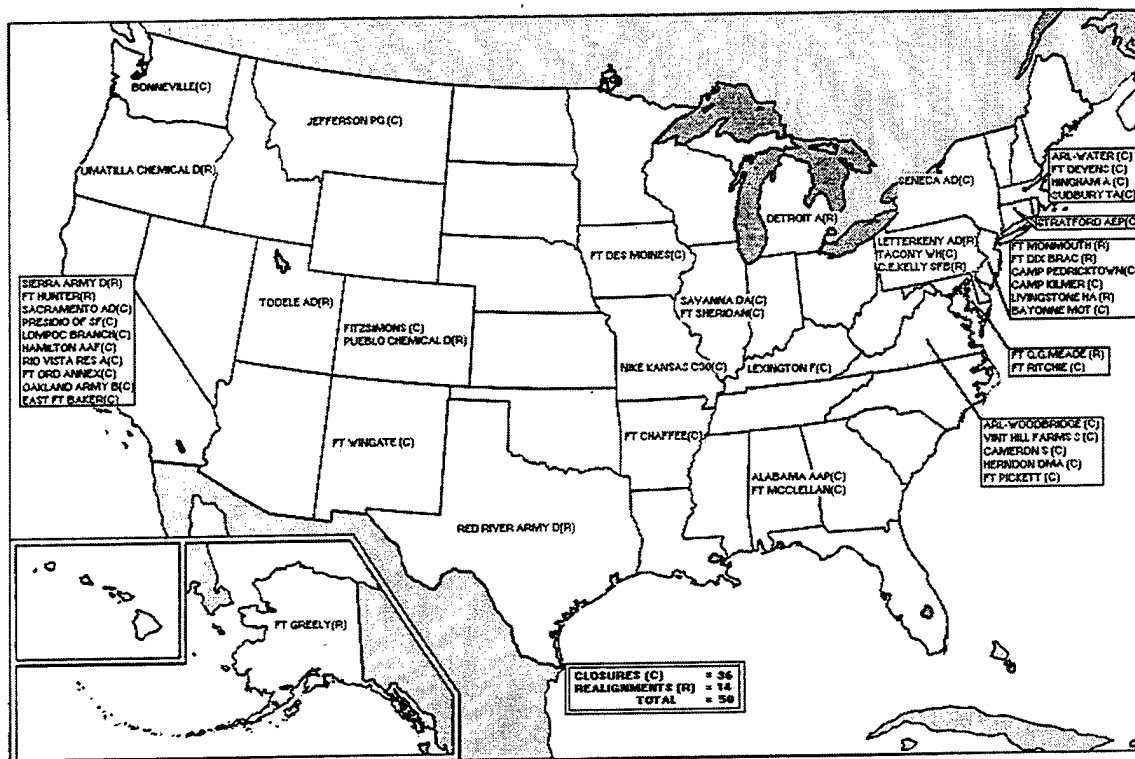 BONNEVILLE(C)
JEFFERSON PG (C)
UMATILLA CHEMICAL D(R)
SIERRA ARMY D(R)
FT HUNTER(R)
SACRAMENTO AD(C)
PRESIDIO OF SF(C)
LOMPOC BRANCH(C)
HAMILTON AAF(C)
RIO VISTA RES A(C)
FT ORD ANNEX(C)
OAKLAND ARMY B(C)
EAST FT BAKER(C)
TODELE AD(R)
FITZSIMONS (C)
PUEBLO CHEMICAL D(R)
FT WINGATE (C)
RED RIVER ARMY D(R)
FT DES MOINES(C)
SAVANNA DA(C)
FT SHERIDAN(C)
NIKE KANSAS C30(C)
LEXINGTON F(C)
FT CHAFFEE(C)
ALABAMA AAP(C)
FT MCCLELLAN(C)
DETROIT A(R)
SENECA AD(C)
LETTERKENY AD(R)
TACONY WH(C)
C.E.KELLY SFB(R)
ARL-WATER (C)
FT DEVENS (C)
HINGHAM A (C)
SUDBURY TA(C)
STRATFORD AEP(C)
FT MONMOUTH (R)
FT DIX BRAC (R)
CAMP PEDRICKTOWN(C
CAMP KILMER (C)
LIVINGSTONE HA (R)
BAYONNE MOT (C)
FT G.G.MEADE (R)
FT RITCHIE (C)
ARL-WOODBRIDGE (C)
VINT HILL FARMS S (C)
CAMERON S (C)
HERNDON DMA (C)
FT PICKETT (C)
FT GREELY(R)
CLOSURES (C) = 36
REALIGNMENTS (R) = 14
TOTAL = 50